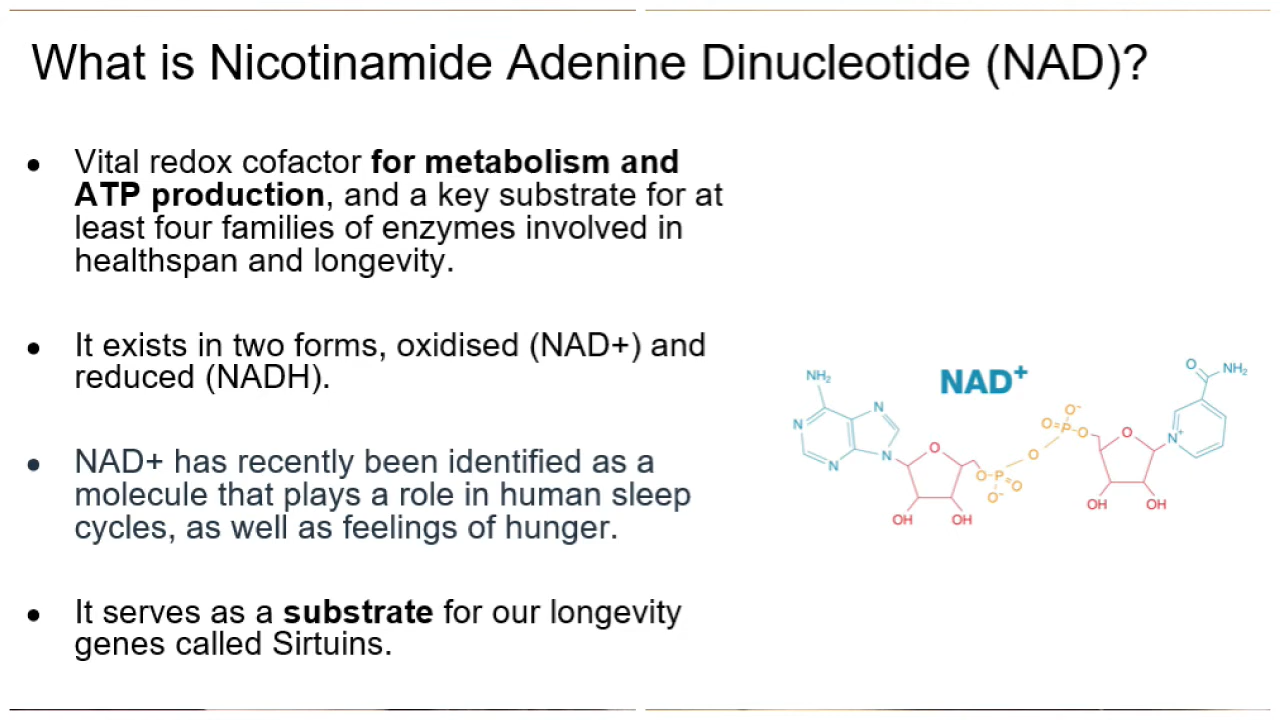 What is Nicotinamide Adenine Dinucleotide (NAD)?
● Vital redox cofactor for metabolism and
ATP production, and a key substrate for at
least four families of enzymes involved in
healthspan and longevity.
● It exists in two forms, oxidised (NAD+) and
reduced (NADH).
● NAD+ has recently been identified as a
molecule that plays a role in human sleep
cycles, as well as feelings of hunger.
● It serves as a substrate for our longevity
genes called Sirtuins.
NAD⁺
NH₂
N
N
N
N
O
OH
OH
O
P
O
O⁻
O
O
P
O⁻
O
O
OH
OH
N⁺
O
NH₂